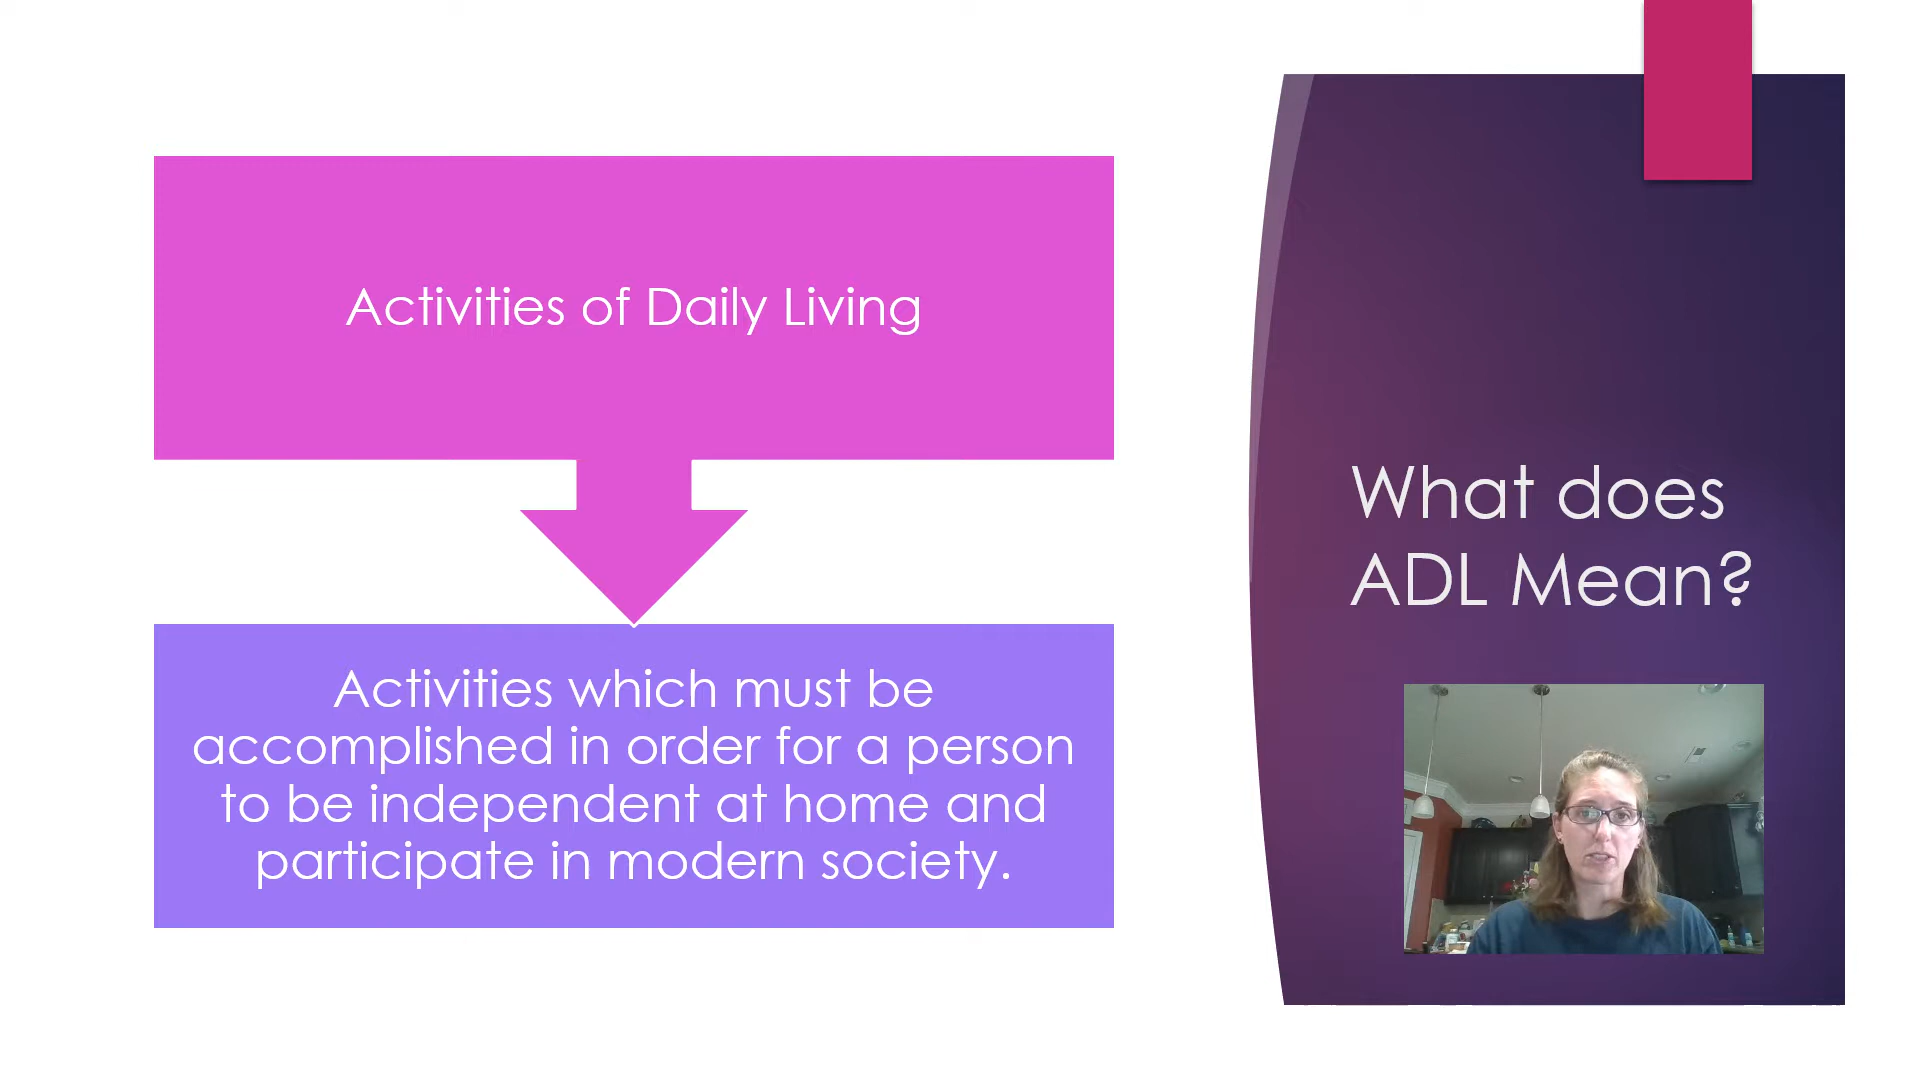 Activities of Daily Living
Activities which must be
accomplished in order for a person
to be independent at home and
participate in modern society.
What does
ADL Mean?